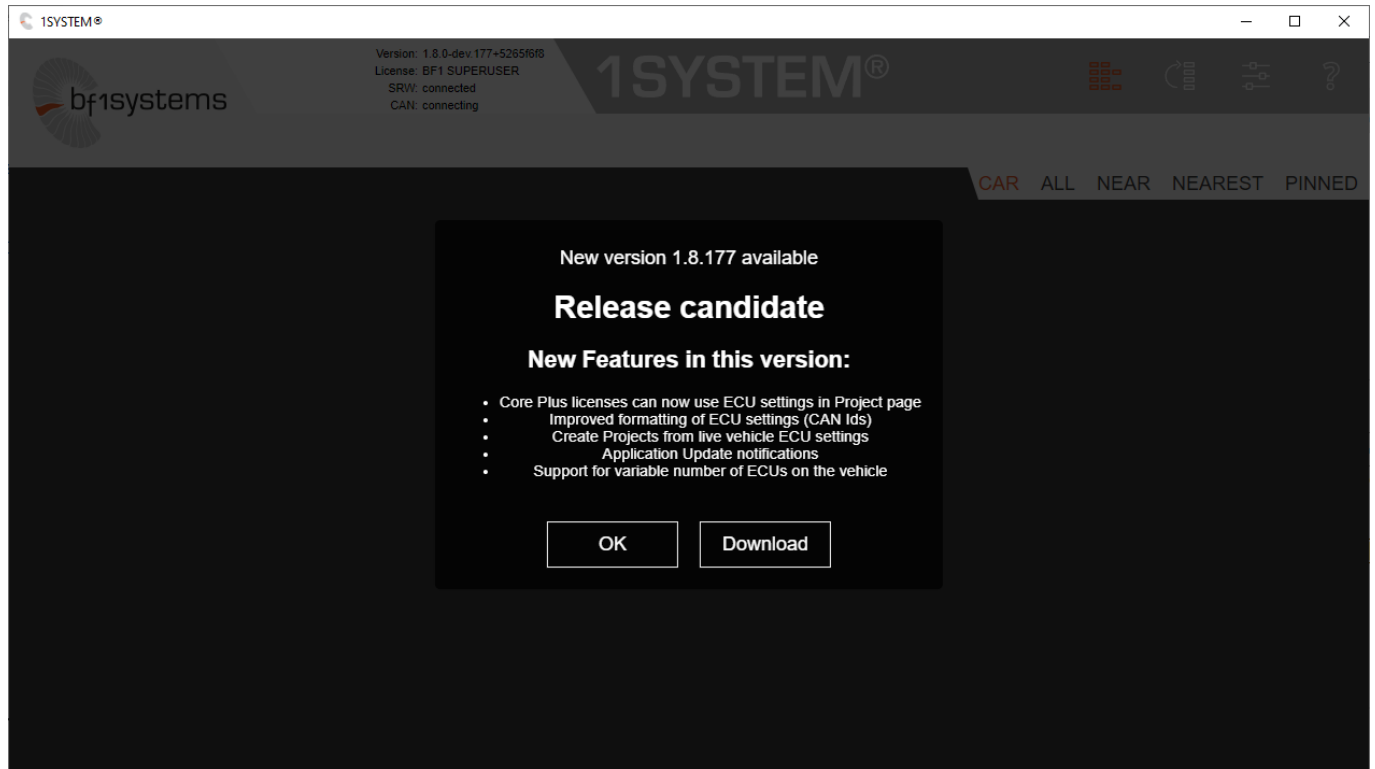 1SYSTEM®
bf1systems
Version: 1.8.0-dev.177+5265f6f8
License: BF1 SUPERUSER
SRW: connected
CAN: connecting
1SYSTEM®
CAR ALL NEAR NEAREST PINNED
New version 1.8.177 available
Release candidate
New Features in this version:
• Core Plus licenses can now use ECU settings in Project page
• Improved formatting of ECU settings (CAN Ids)
• Create Projects from live vehicle ECU settings
• Application Update notifications
• Support for variable number of ECUs on the vehicle
OK Download